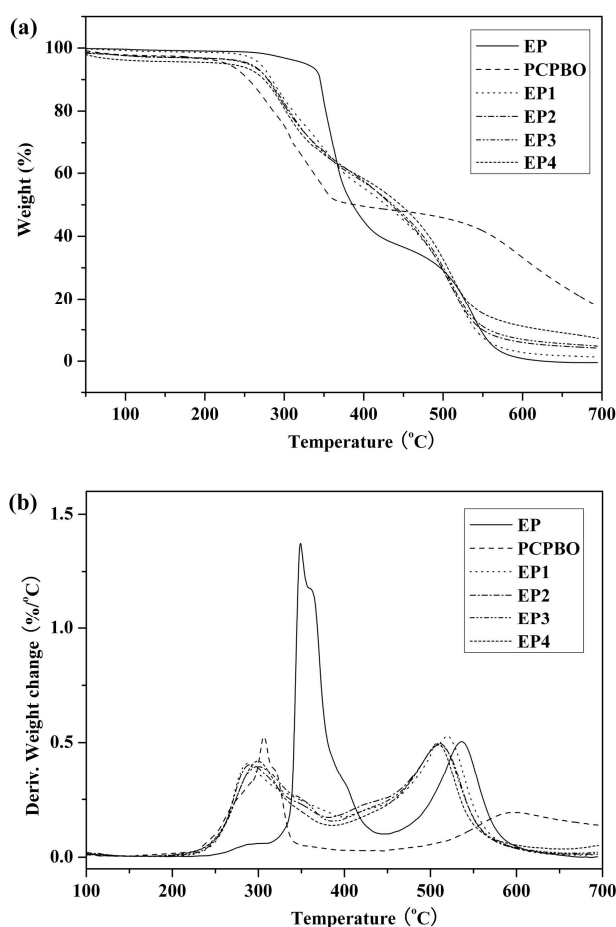 (a)
100
80
60
40
20
0
Weight (%)
EP
PCPBO
EP1
EP2
EP3
EP4
100 200 300 400 500 600 700
Temperature (°C)
(b)
1.5
1.0
0.5
0.0
Deriv. Weight change (%/°C)
EP
PCPBO
EP1
EP2
EP3
EP4
100 200 300 400 500 600 700
Temperature (°C)